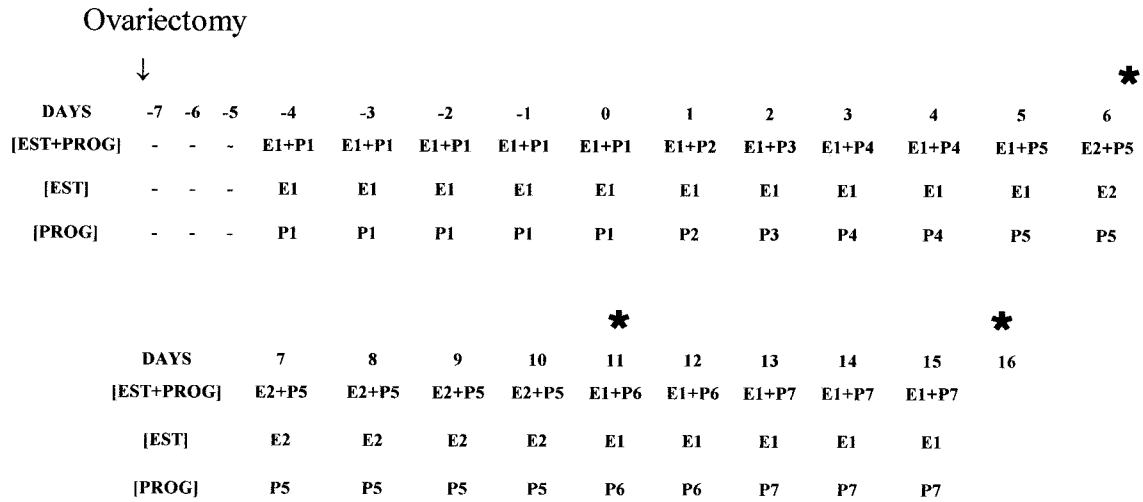 Ovariectomy
↓
*
DAYS -7 -6 -5 -4 -3 -2 -1 0 1 2 3 4 5 6
[EST+PROG] - - - E1+P1 E1+P1 E1+P1 E1+P1 E1+P1 E1+P2 E1+P3 E1+P4 E1+P4 E1+P5 E2+P5
[EST] - - - E1 E1 E1 E1 E1 E1 E1 E1 E1 E1 E2
[PROG] - - - P1 P1 P1 P1 P1 P2 P3 P4 P4 P5 P5
* *
DAYS 7 8 9 10 11 12 13 14 15 16
[EST+PROG] E2+P5 E2+P5 E2+P5 E2+P5 E1+P6 E1+P6 E1+P7 E1+P7 E1+P7
[EST] E2 E2 E2 E2 E1 E1 E1 E1 E1
[PROG] P5 P5 P5 P5 P6 P6 P7 P7 P7